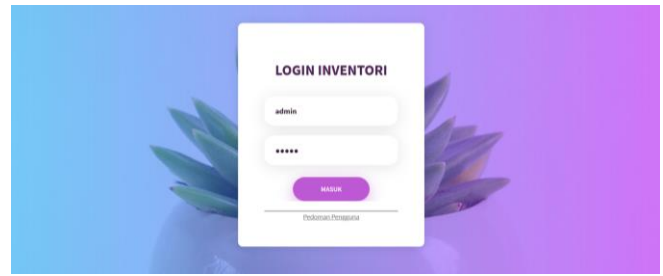 LOGIN INVENTORI
admin
•••••
MASUK
Pedoman Pengguna